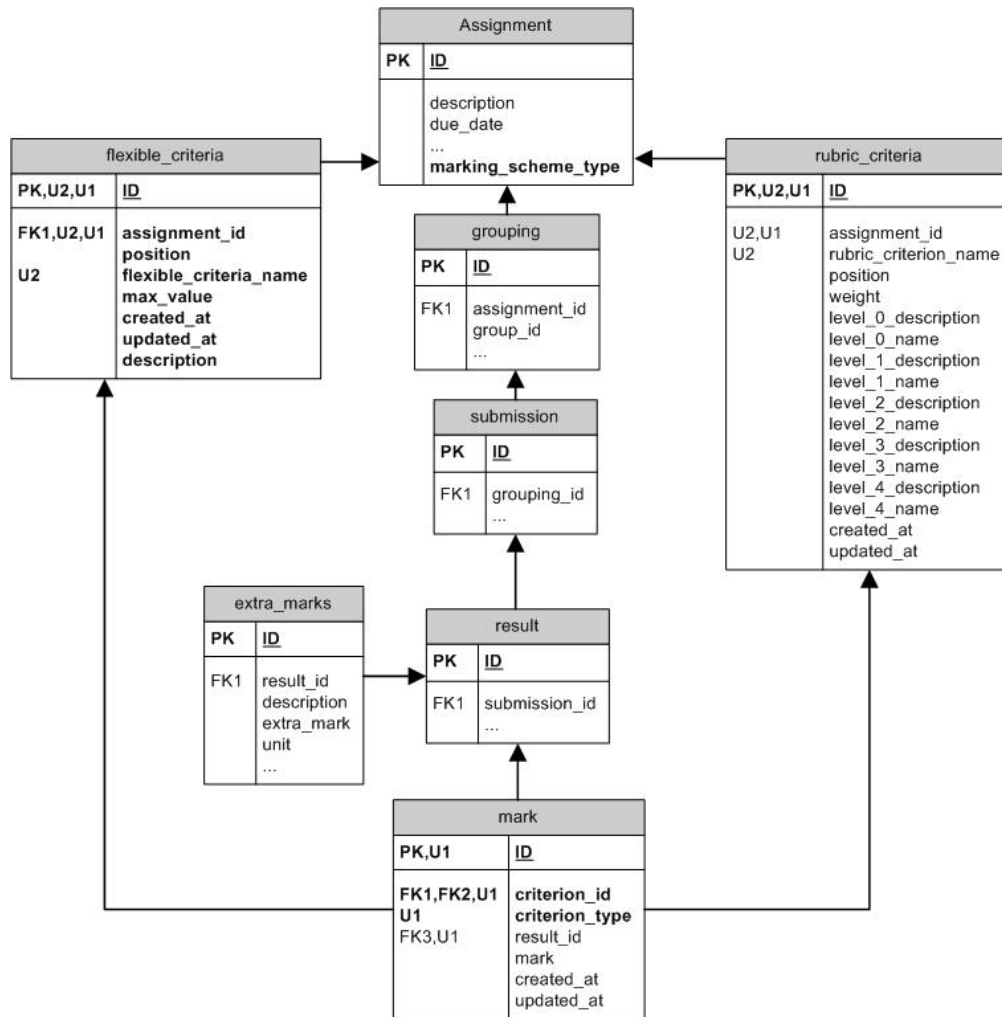 Assignment
PK ID
description
due_date
...
marking_scheme_type
flexible_criteria
PK,U2,U1 ID
FK1,U2,U1 assignment_id
position
U2 flexible_criteria_name
max_value
created_at
updated_at
description
rubric_criteria
PK,U2,U1 ID
U2,U1 assignment_id
U2 rubric_criterion_name
position
weight
level_0_description
level_0_name
level_1_description
level_1_name
level_2_description
level_2_name
level_3_description
level_3_name
level_4_description
level_4_name
created_at
updated_at
grouping
PK ID
FK1 assignment_id
group_id
...
submission
PK ID
FK1 grouping_id
...
extra_marks
PK ID
FK1 result_id
description
extra_mark
unit
...
result
PK ID
FK1 submission_id
...
mark
PK,U1 ID
FK1,FK2,U1 criterion_id
U1 criterion_type
FK3,U1 result_id
mark
created_at
updated_at